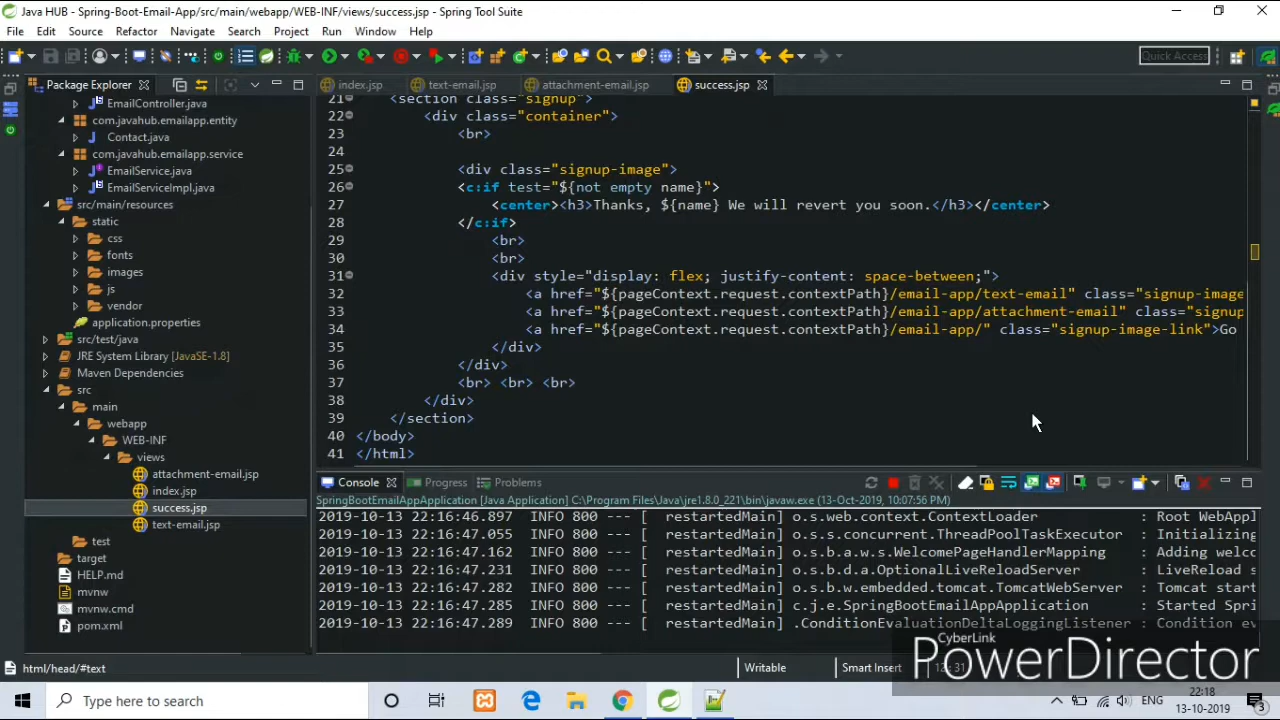 Java HUB - Spring-Boot-Email-App/src/main/webapp/WEB-INF/views/success.jsp - Spring Tool Suite
File Edit Source Refactor Navigate Search Project Run Window Help
Quick Access
Package Explorer
index.jsp text-email.jsp attachment-email.jsp success.jsp
EmailController.java
com.javahub.emailapp.entity
Contact.java
com.javahub.emailapp.service
EmailService.java
EmailServiceImpl.java
src/main/resources
static
css
fonts
images
js
vendor
application.properties
src/test/java
JRE System Library [JavaSE-1.8]
Maven Dependencies
src
main
webapp
WEB-INF
views
attachment-email.jsp
index.jsp
success.jsp
text-email.jsp
test
target
HELP.md
mvnw
mvnw.cmd
pom.xml
21 <section class="signup">
22 <div class="container">
23 <br>
24
25 <div class="signup-image">
26 <c:if test="${not empty name}">
27 <center><h3>Thanks, ${name} We will revert you soon.</h3></center>
28 </c:if>
29 <br>
30 <br>
31 <div style="display: flex; justify-content: space-between;">
32 <a href="${pageContext.request.contextPath}/email-app/text-email" class="signup-image
33 <a href="${pageContext.request.contextPath}/email-app/attachment-email" class="signup
34 <a href="${pageContext.request.contextPath}/email-app/" class="signup-image-link">Go
35 </div>
36 </div>
37 <br> <br> <br>
38 </div>
39 </section>
40 </body>
41 </html>
Console Progress Problems
SpringBootEmailAppApplication [Java Application] C:\Program Files\Java\jre1.8.0_221\bin\javaw.exe (13-Oct-2019, 10:07:56 PM)
2019-10-13 22:16:46.897 INFO 800 --- [ restartedMain] o.s.web.context.ContextLoader : Root WebAppl
2019-10-13 22:16:47.055 INFO 800 --- [ restartedMain] o.s.s.concurrent.ThreadPoolTaskExecutor : Initializing
2019-10-13 22:16:47.162 INFO 800 --- [ restartedMain] o.s.b.a.w.s.WelcomePageHandlerMapping : Adding welco
2019-10-13 22:16:47.231 INFO 800 --- [ restartedMain] o.s.b.d.a.OptionalLiveReloadServer : LiveReload s
2019-10-13 22:16:47.282 INFO 800 --- [ restartedMain] o.s.b.w.embedded.tomcat.TomcatWebServer : Tomcat start
2019-10-13 22:16:47.285 INFO 800 --- [ restartedMain] c.j.e.SpringBootEmailAppApplication : Started Spri
2019-10-13 22:16:47.289 INFO 800 --- [ restartedMain] .ConditionEvaluationDeltaLoggingListener : Condition ev
CyberLink
PowerDirector
html/head/#text Writable Smart Insert
Type here to search
ENG
22:18
13-10-2019
3